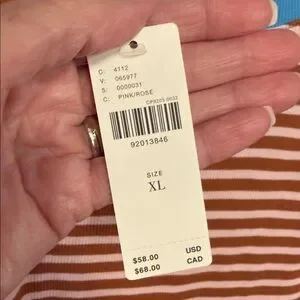 D: 4112
V: 065977
S: 0000031
C: PINK/ROSE
92013846
SIZE
XL
$58.00 USD
$68.00 CAD